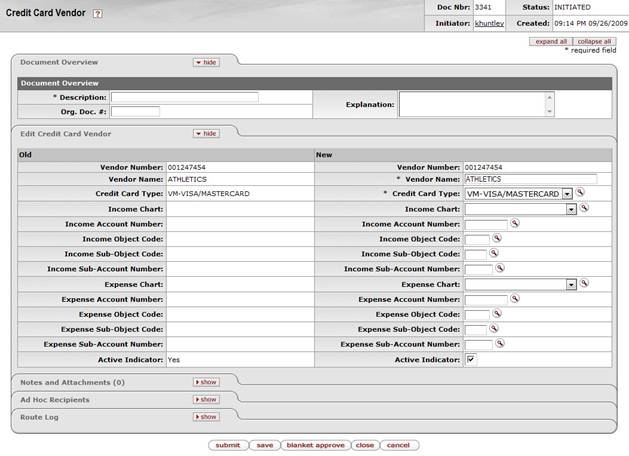 Credit Card Vendor ?
Doc Nbr: 3341 Status: INITIATED
Initiator: khuntley Created: 09:14 PM 09/26/2009
expand all collapse all
* required field
Document Overview hide
Document Overview
* Description: Explanation:
Org. Doc. #:
Edit Credit Card Vendor hide
Old New
Vendor Number: 001247454 Vendor Number: 001247454
Vendor Name: ATHLETICS * Vendor Name: ATHLETICS
Credit Card Type: VM-VISA/MASTERCARD * Credit Card Type: VM-VISA/MASTERCARD
Income Chart: Income Chart:
Income Account Number: Income Account Number:
Income Object Code: Income Object Code:
Income Sub-Object Code: Income Sub-Object Code:
Income Sub-Account Number: Income Sub-Account Number:
Expense Chart: Expense Chart:
Expense Account Number: Expense Account Number:
Expense Object Code: Expense Object Code:
Expense Sub-Object Code: Expense Sub-Object Code:
Expense Sub-Account Number: Expense Sub-Account Number:
Active Indicator: Yes Active Indicator:
Notes and Attachments (0) show
Ad Hoc Recipients show
Route Log show
submit save blanket approve close cancel